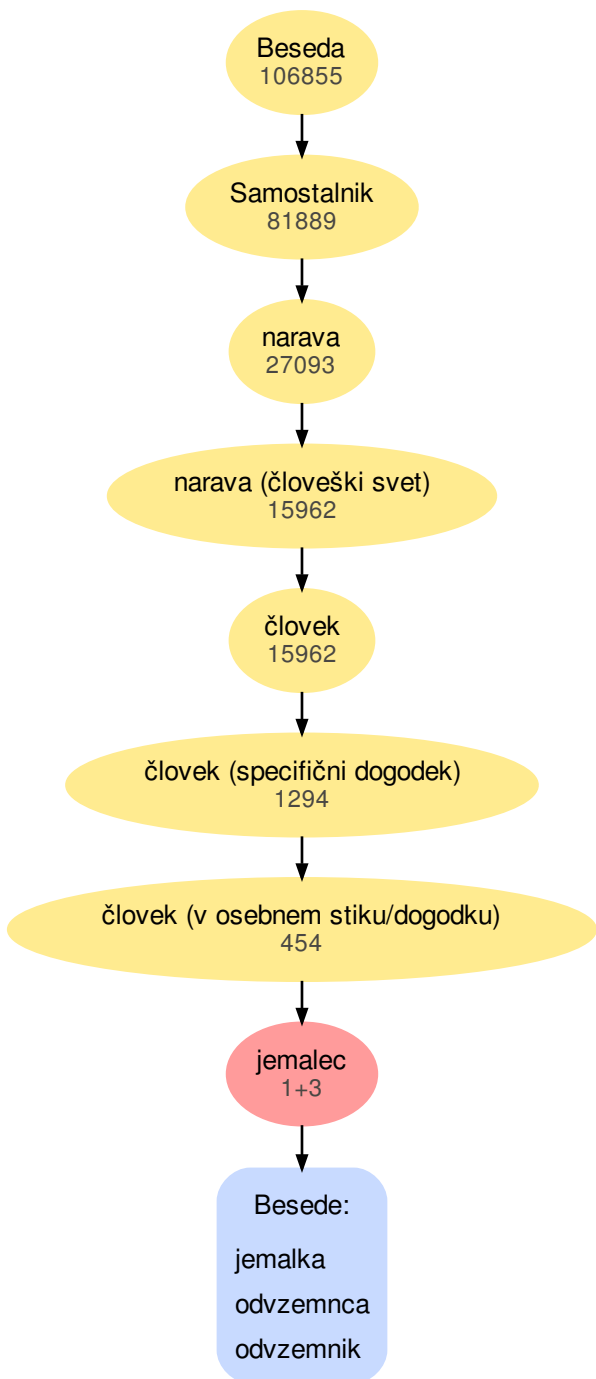 Beseda
106855
Samostalnik
81889
narava
27093
narava (človeški svet)
15962
človek
15962
človek (specifični dogodek)
1294
človek (v osebnem stiku/dogodku)
454
jemalec
1+3
Besede:
jemalka
odvzemnca
odvzemnik